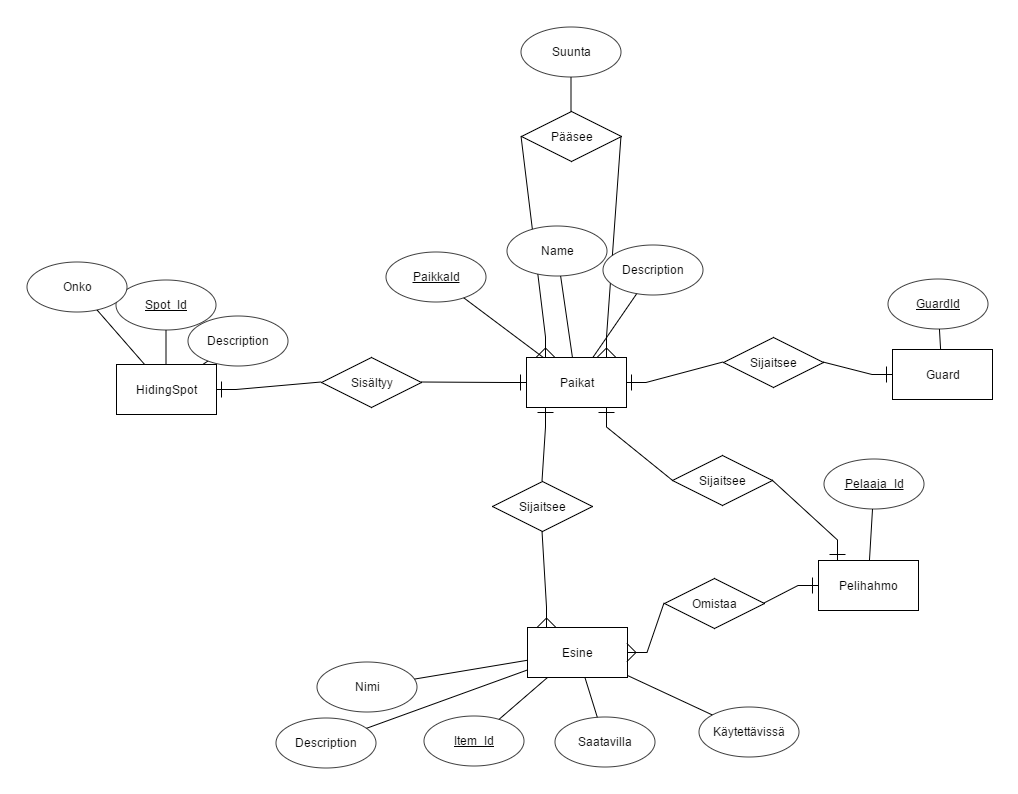 Suunta
Pääsee
Name
PaikkaId
Description
Onko
Spot_Id
Description
GuardId
HidingSpot
Sisältyy
Paikat
Sijaitsee
Guard
Sijaitsee
Sijaitsee
Pelaaja_Id
Omistaa
Pelihahmo
Esine
Nimi
Description
Item_Id
Saatavilla
Käytettävissä